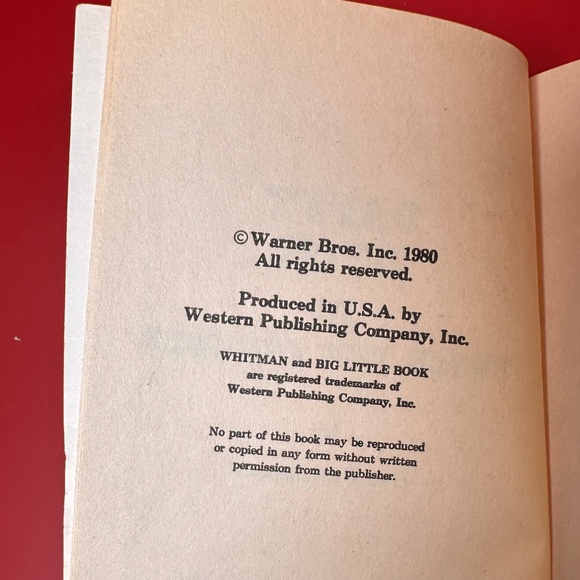 © Warner Bros. Inc. 1980
All rights reserved.
Produced in U.S.A. by
Western Publishing Company, Inc.
WHITMAN and BIG LITTLE BOOK
are registered trademarks of
Western Publishing Company, Inc.
No part of this book may be reproduced
or copied in any form without written
permission from the publisher.